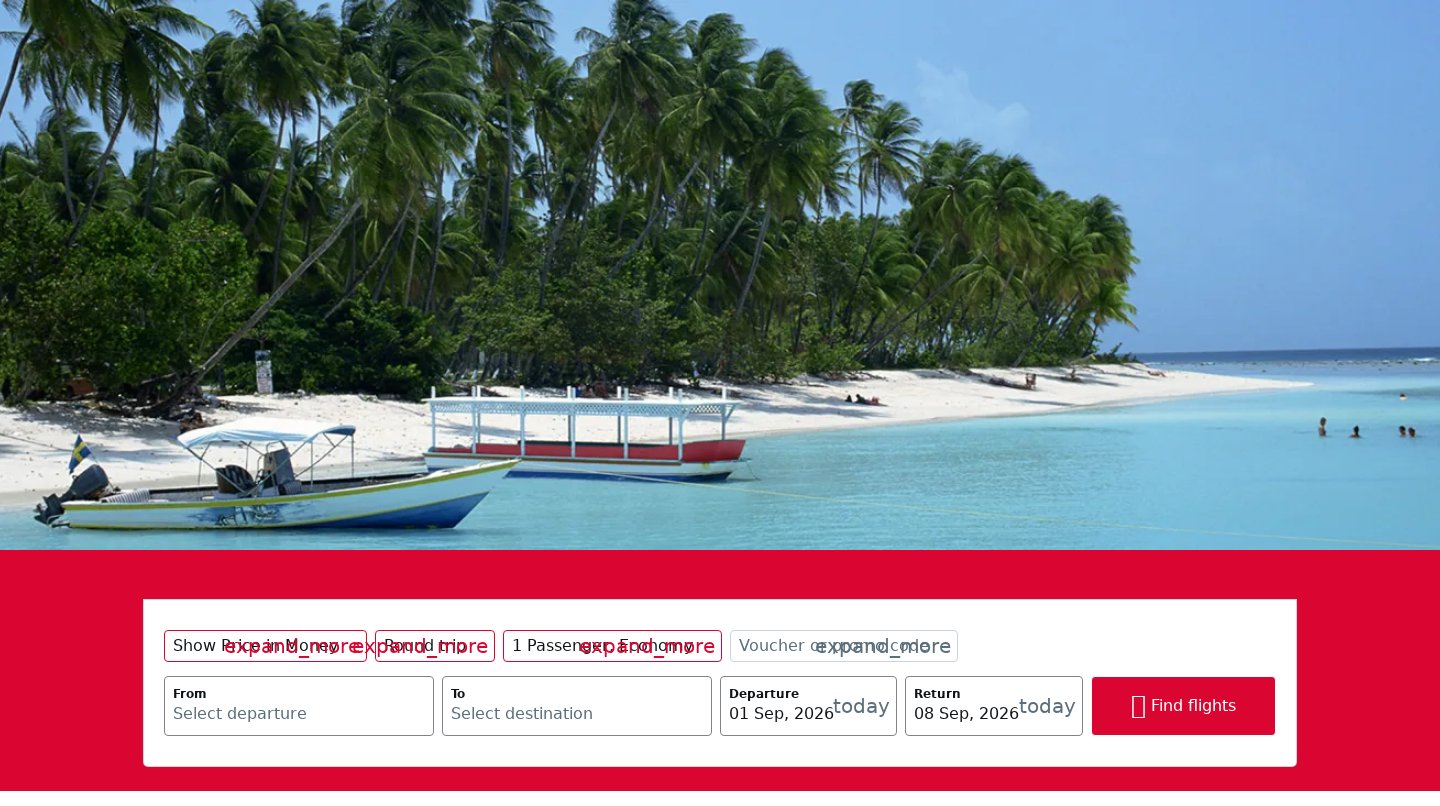 Show Price in Money expand_more
Round trip expand_more
1 Passenger, Economy expand_more
Voucher or promo code expand_more
From
Select departure
To
Select destination
Departure
01 Sep, 2026 today
Return
08 Sep, 2026 today
Find flights